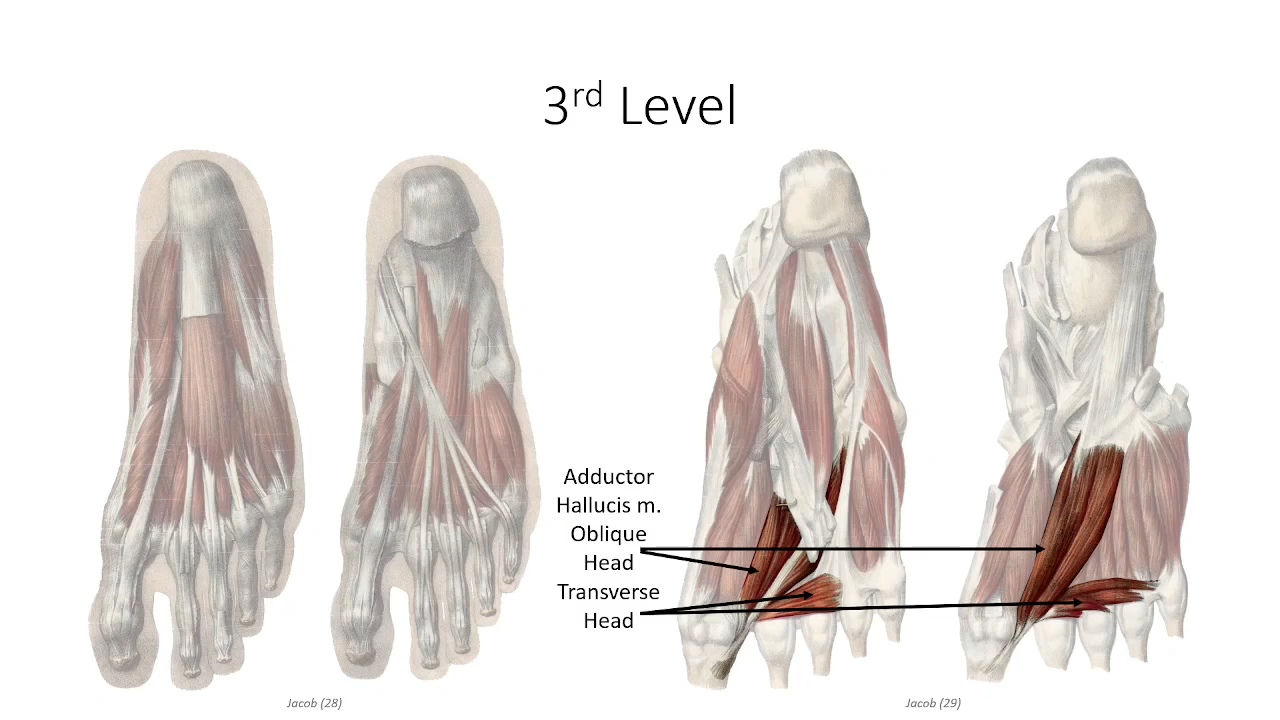 3rd Level
Adductor
Hallucis m.
Oblique
Head
Transverse
Head
Jacob (28)
Jacob (29)